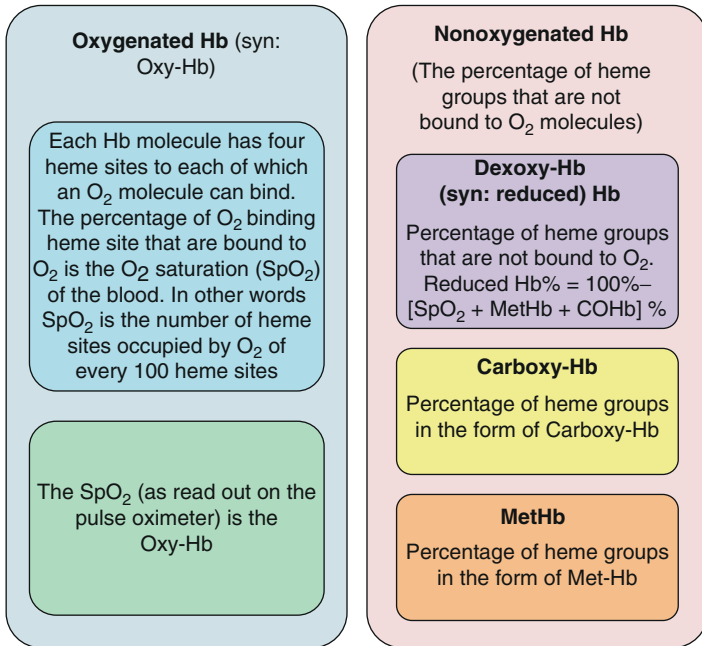 Oxygenated Hb (syn:
Oxy-Hb)
Each Hb molecule has four
heme sites to each of which
an O₂ molecule can bind.
The percentage of O₂ binding
heme site that are bound to
O₂ is the O2 saturation (SpO₂)
of the blood. In other words
SpO₂ is the number of heme
sites occupied by O₂ of
every 100 heme sites
The SpO₂ (as read out on the
pulse oximeter) is the
Oxy-Hb
Nonoxygenated Hb
(The percentage of heme
groups that are not
bound to O₂ molecules)
Dexoxy-Hb
(syn: reduced) Hb
Percentage of heme groups
that are not bound to O₂.
Reduced Hb% = 100%–
[SpO₂ + MetHb + COHb] %
Carboxy-Hb
Percentage of heme groups
in the form of Carboxy-Hb
MetHb
Percentage of heme groups
in the form of Met-Hb